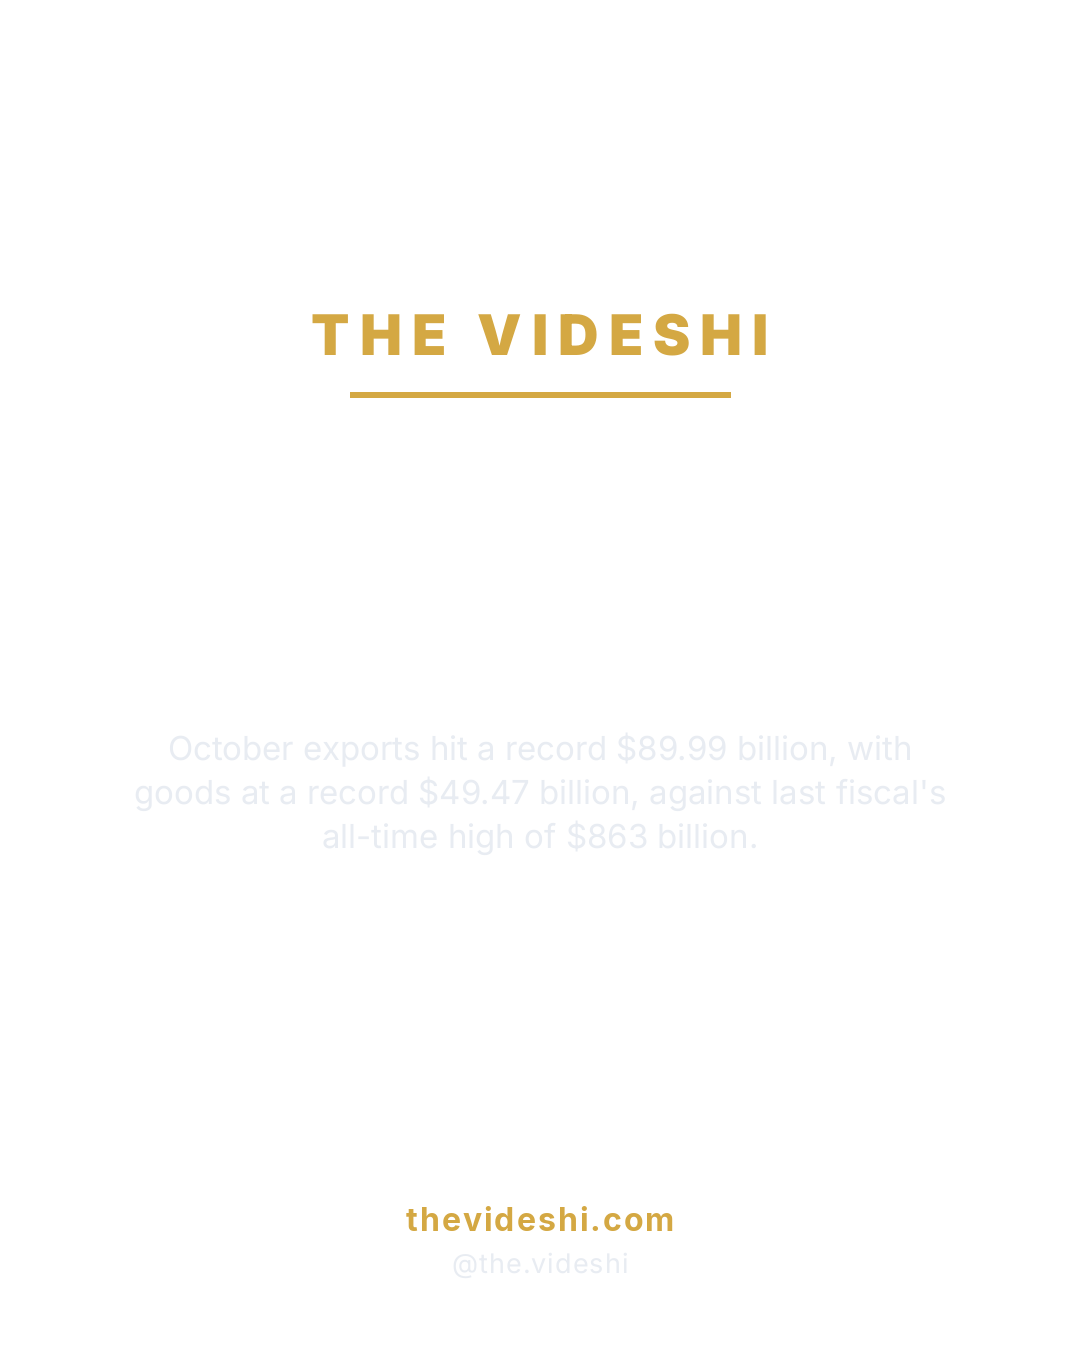 THE VIDESHI
October exports hit a record $89.99 billion, with
goods at a record $49.47 billion, against last fiscal's
all-time high of $863 billion.
thevideshi.com
@the.videshi